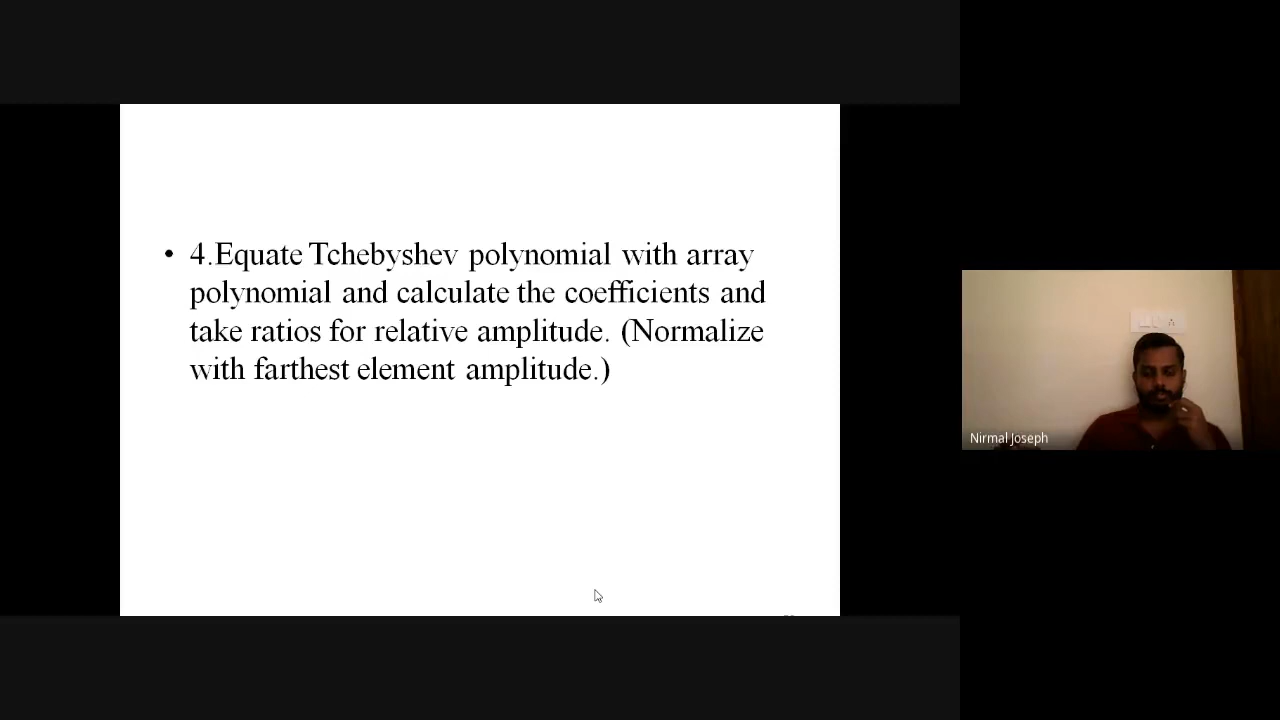 • 4.Equate Tchebyshev polynomial with array
polynomial and calculate the coefficients and
take ratios for relative amplitude. (Normalize
with farthest element amplitude.)
Nirmal Joseph